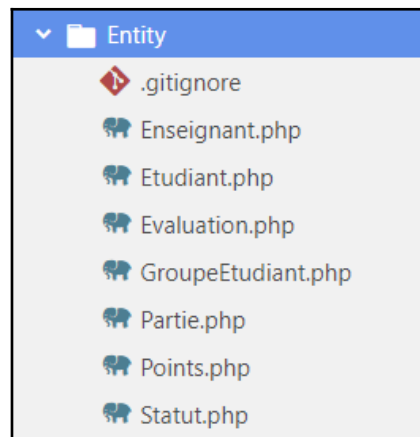 Entity
.gitignore
Enseignant.php
Etudiant.php
Evaluation.php
GroupeEtudiant.php
Partie.php
Points.php
Statut.php